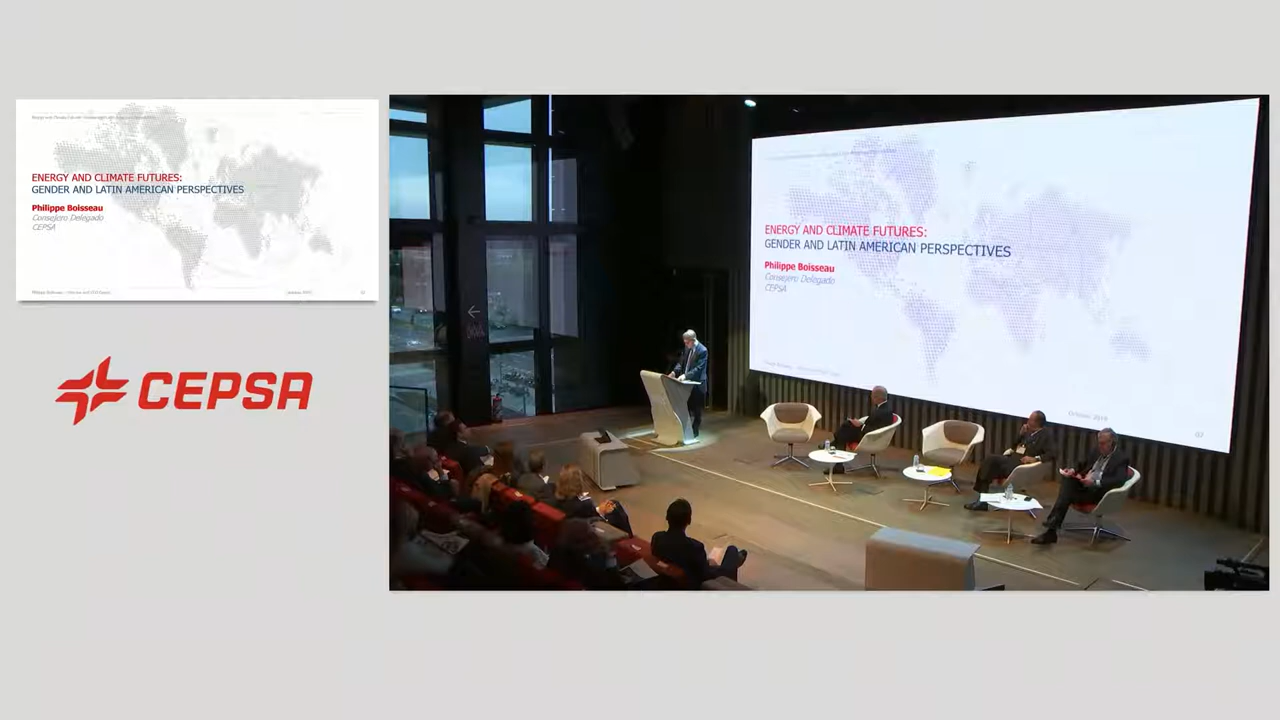 ENERGY AND CLIMATE FUTURES:
GENDER AND LATIN AMERICAN PERSPECTIVES
Philippe Boisseau
Consejero Delegado
CEPSA
CEPSA
ENERGY AND CLIMATE FUTURES:
GENDER AND LATIN AMERICAN PERSPECTIVES
Philippe Boisseau
Consejero Delegado
CEPSA